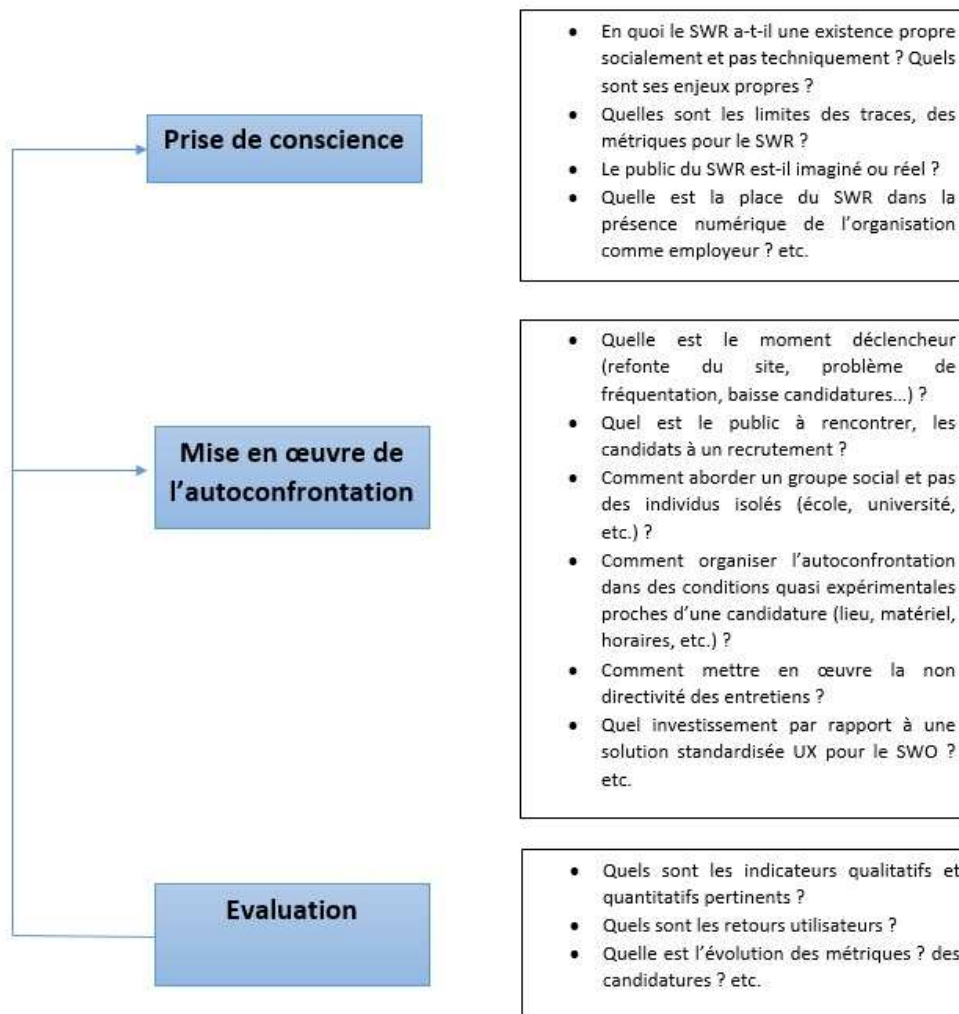 Prise de conscience
• En quoi le SWR a-t-il une existence propre
socialement et pas techniquement ? Quels
sont ses enjeux propres ?
• Quelles sont les limites des traces, des
métriques pour le SWR ?
• Le public du SWR est-il imaginé ou réel ?
• Quelle est la place du SWR dans la
présence numérique de l’organisation
comme employeur ? etc.
Mise en œuvre de
l’autoconfrontation
• Quelle est le moment déclencheur
(refonte du site, problème de
fréquentation, baisse candidatures…) ?
• Quel est le public à rencontrer, les
candidats à un recrutement ?
• Comment aborder un groupe social et pas
des individus isolés (école, université,
etc.) ?
• Comment organiser l’autoconfrontation
dans des conditions quasi expérimentales
proches d’une candidature (lieu, matériel,
horaires, etc.) ?
• Comment mettre en œuvre la non
directivité des entretiens ?
• Quel investissement par rapport à une
solution standardisée UX pour le SWO ?
etc.
Evaluation
• Quels sont les indicateurs qualitatifs et
quantitatifs pertinents ?
• Quels sont les retours utilisateurs ?
• Quelle est l’évolution des métriques ? des
candidatures ? etc.